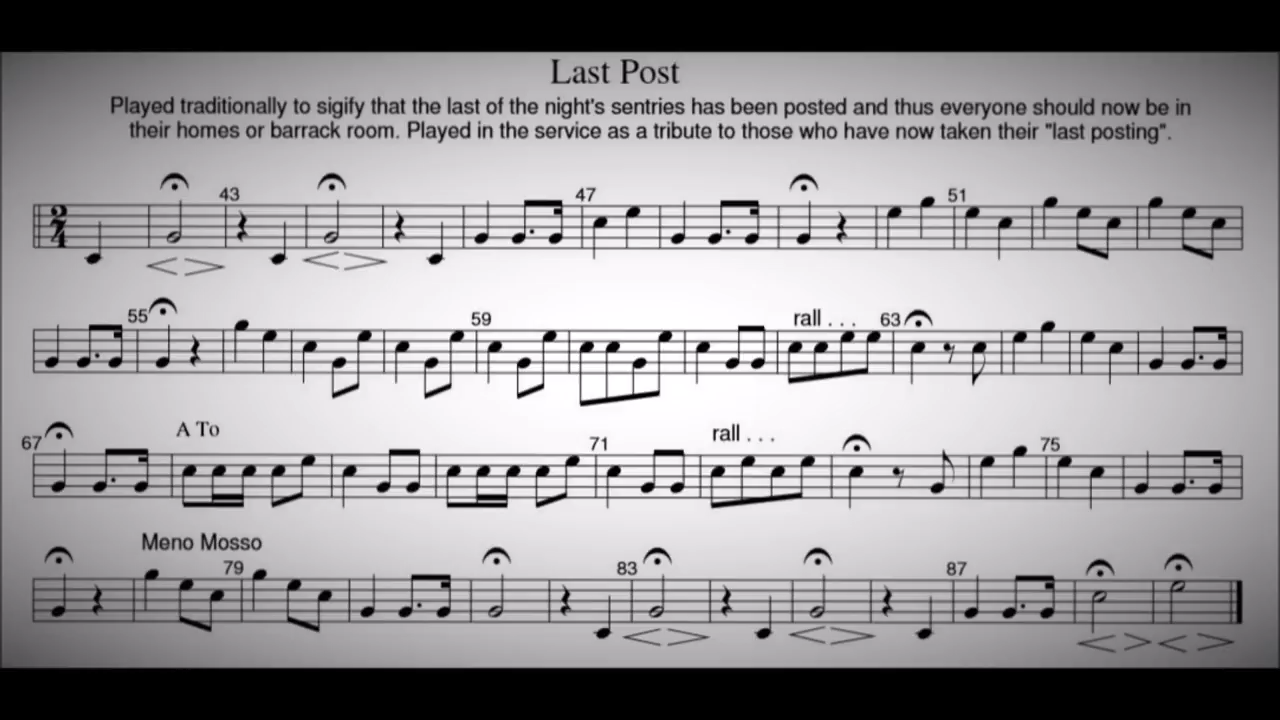 Last Post
Played traditionally to sigify that the last of the night's sentries has been posted and thus everyone should now be in
their homes or barrack room. Played in the service as a tribute to those who have now taken their "last posting".
43 47 51
2
4
55 59 rall . . . 63
67 A To 71 rall . . . 75
Meno Mosso
79 83 87